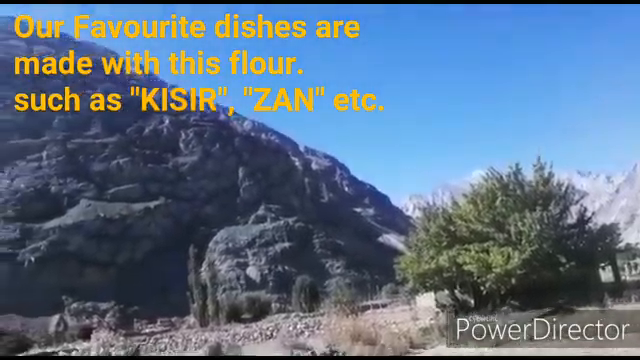 Our Favourite dishes are
made with this flour.
such as "KISIR", "ZAN" etc.
PowerDirector